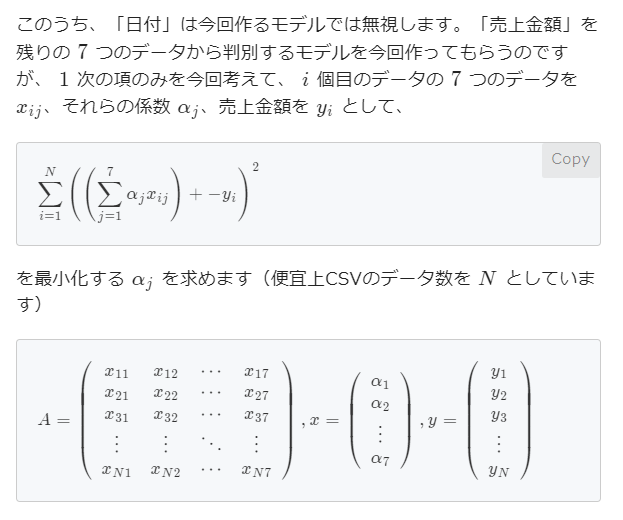 このうち、「日付」は今回作るモデルでは無視します。「売上金額」を
残りの 7 つのデータから判別するモデルを今回作ってもらうのです
が、 1 次の項のみを今回考えて、 i 個目のデータの 7 つのデータを
x_{ij}、それらの係数 α_j、売上金額を y_i として、
Copy
\sum_{i=1}^{N} \left( \left( \sum_{j=1}^{7} α_j x_{ij} \right) + - y_i \right)^2
を最小化する α_j を求めます（便宜上CSVのデータ数を N としていま
す）
A = \begin{pmatrix} x_{11} & x_{12} & \cdots & x_{17} \\ x_{21} & x_{22} & \cdots & x_{27} \\ x_{31} & x_{32} & \cdots & x_{37} \\ \vdots & \vdots & \ddots & \vdots \\ x_{N1} & x_{N2} & \cdots & x_{N7} \end{pmatrix}, x = \begin{pmatrix} α_1 \\ α_2 \\ \vdots \\ α_7 \end{pmatrix}, y = \begin{pmatrix} y_1 \\ y_2 \\ y_3 \\ \vdots \\ y_N \end{pmatrix}